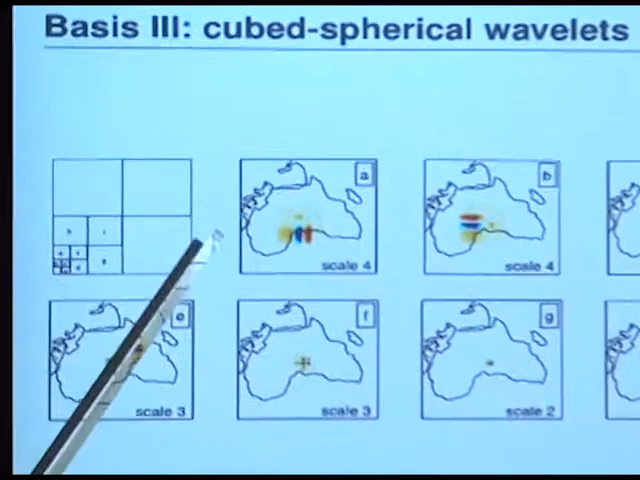 Basis III: cubed-spherical wavelets
a
scale 4
b
scale 4
e
scale 3
f
scale 3
g
scale 2